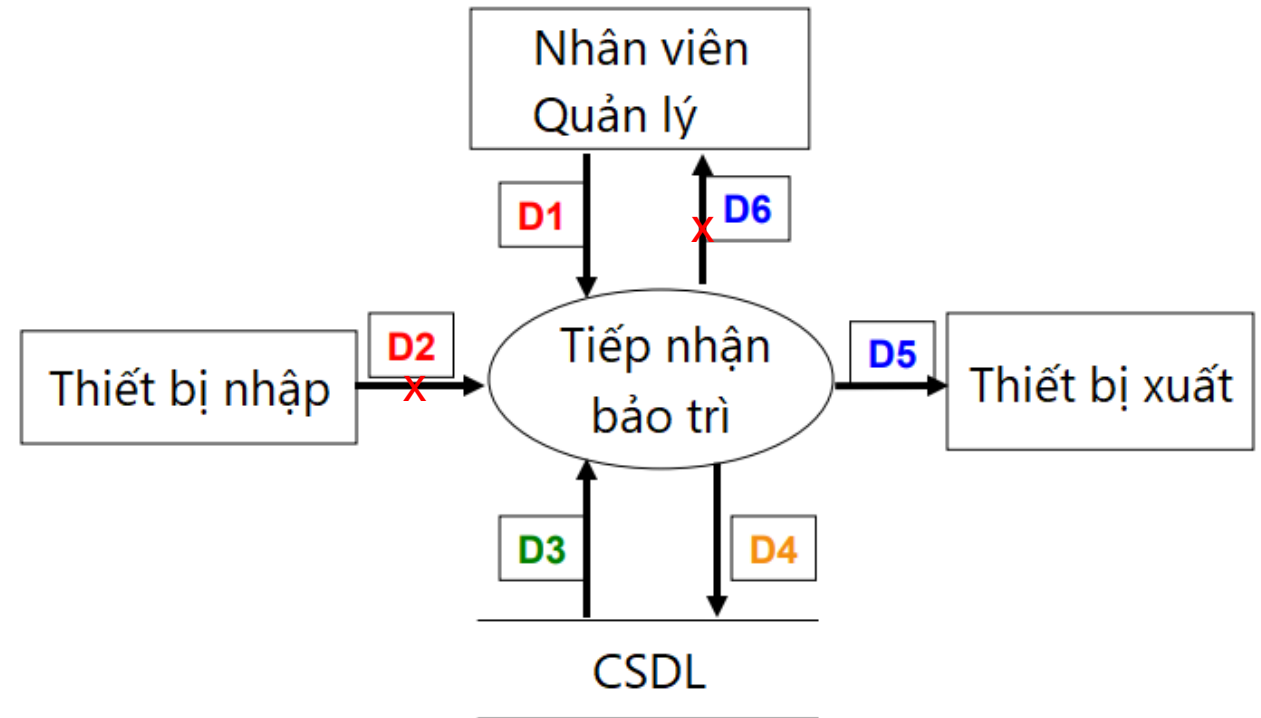 Nhân viên
Quản lý
D1
D6
X
Thiết bị nhập
D2
X
Tiếp nhận
bảo trì
D5
Thiết bị xuất
D3
D4
CSDL